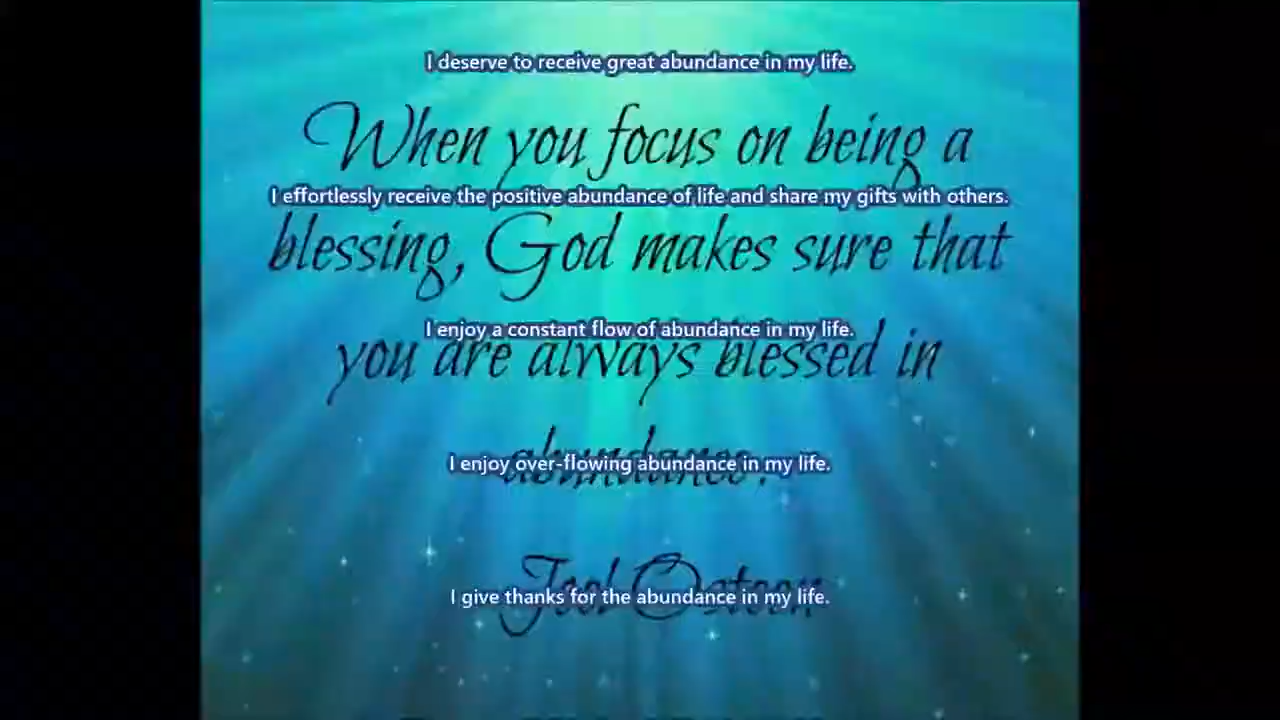 I deserve to receive great abundance in my life.
When you focus on being a
I effortlessly receive the positive abundance of life and share my gifts with others.
blessing, God makes sure that
I enjoy a constant flow of abundance in my life.
you are always blessed in
abundance.
I enjoy over-flowing abundance in my life.
Joel Osteen
I give thanks for the abundance in my life.